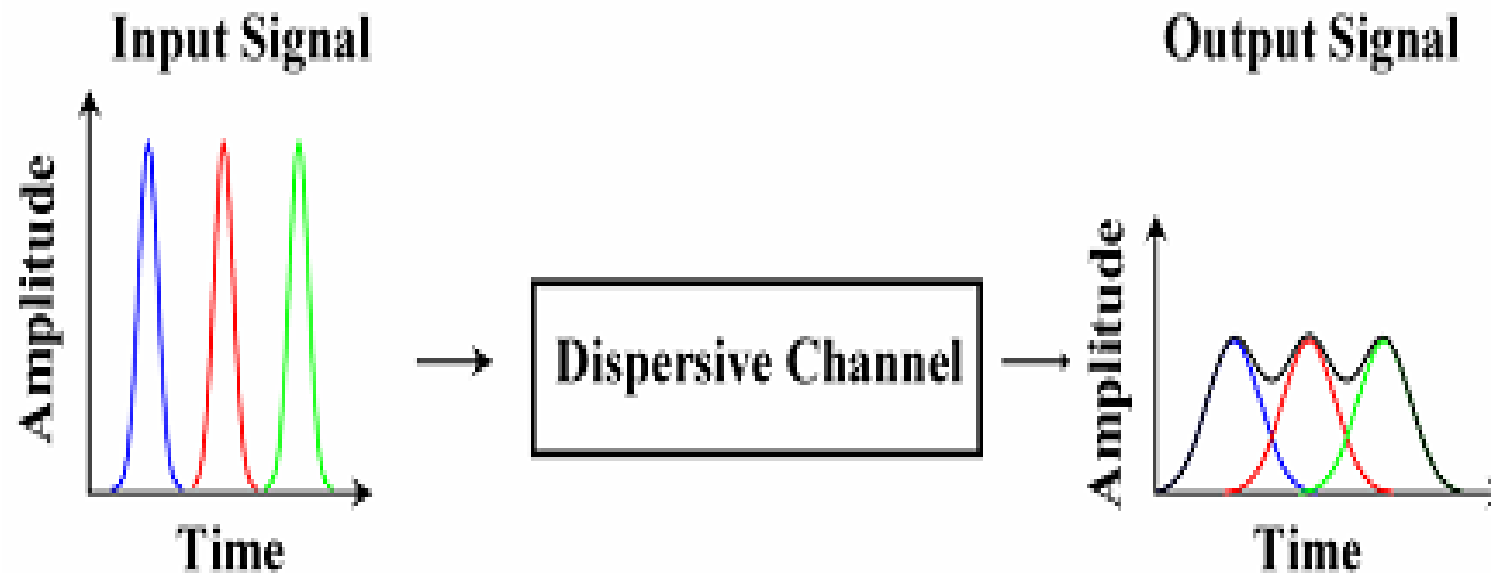 Input Signal
Output Signal
Amplitude
Dispersive Channel
Amplitude
Time
Time